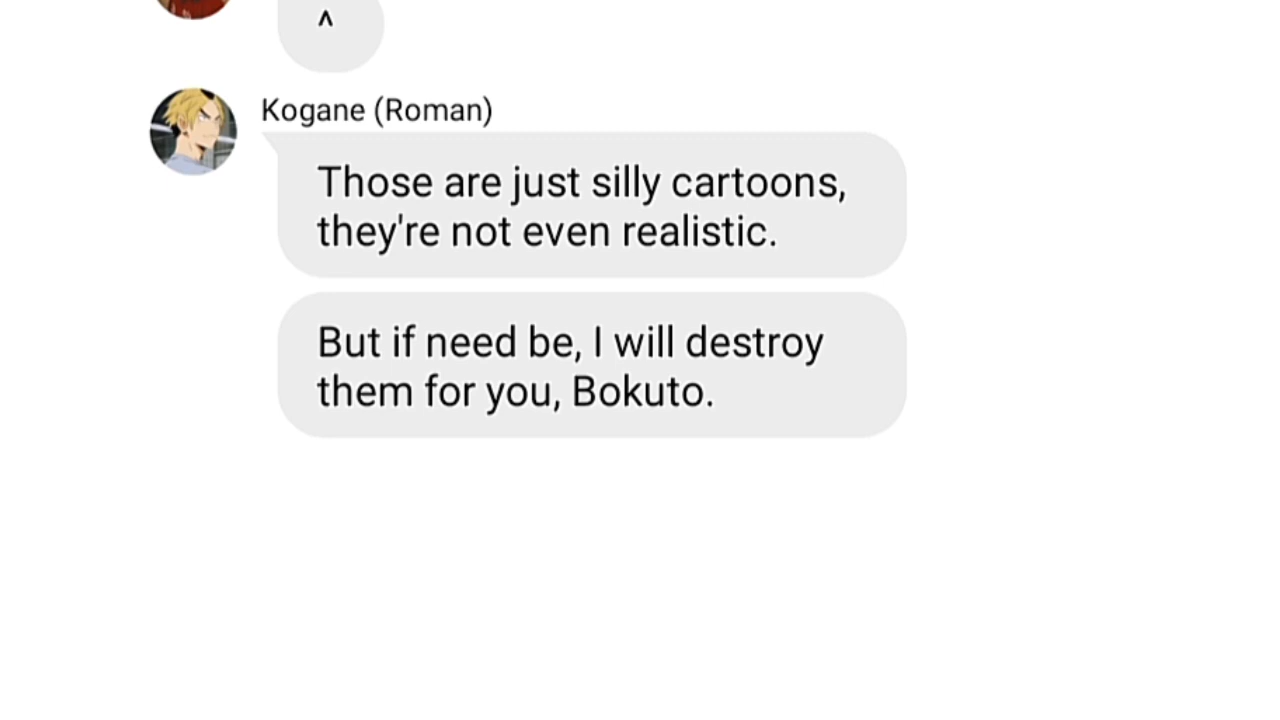 ^
Kogane (Roman)
Those are just silly cartoons,
they're not even realistic.
But if need be, I will destroy
them for you, Bokuto.